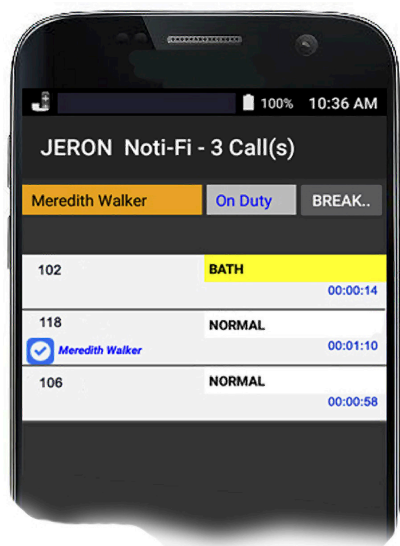 100% 10:36 AM
JERON Noti-Fi - 3 Call(s)
Meredith Walker On Duty BREAK..
102 BATH
00:00:14
118 NORMAL
Meredith Walker 00:01:10
106 NORMAL
00:00:58